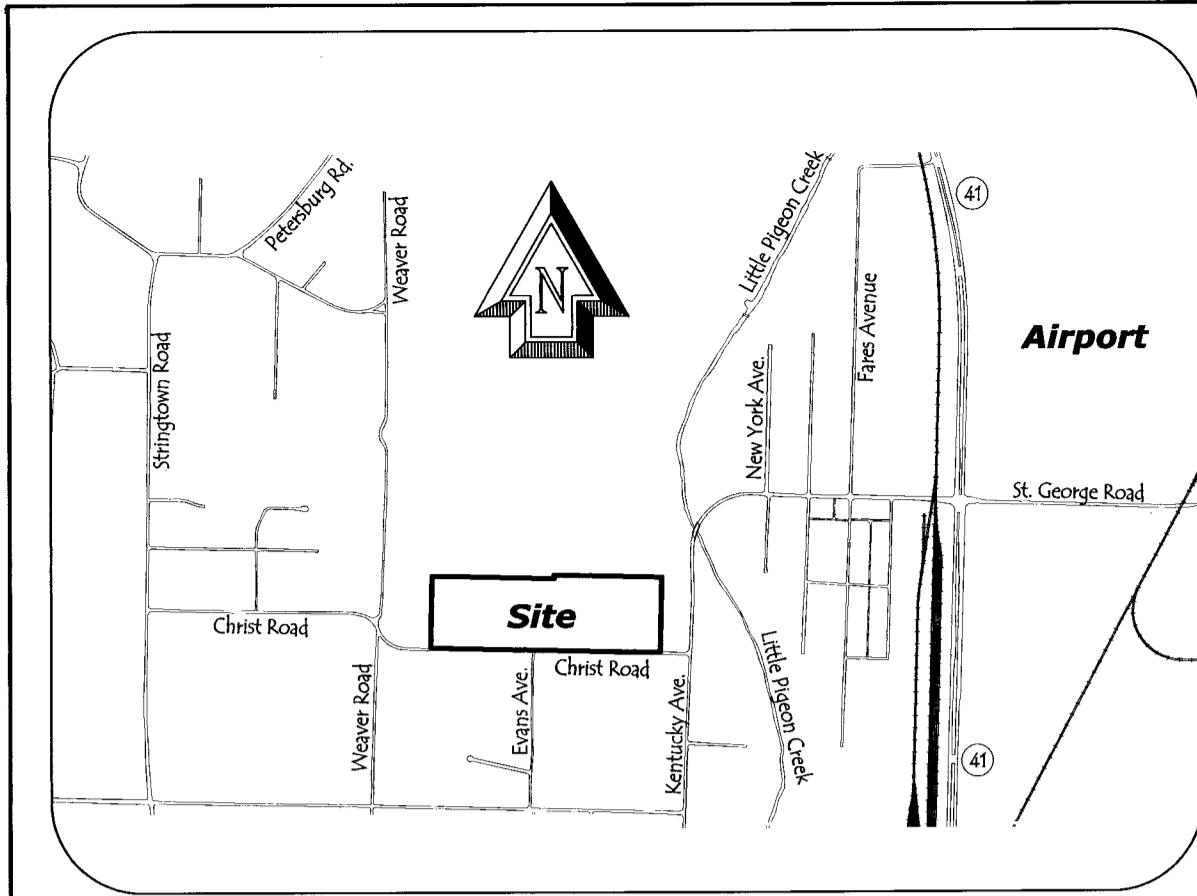 Petersburg Rd.
Weaver Road
N
Little Pigeon Creek
41
Stringtown Road
New York Ave.
Fares Avenue
Airport
St. George Road
Christ Road
Site
Christ Road
Weaver Road
Evans Ave.
Kentucky Ave.
Little Pigeon Creek
41